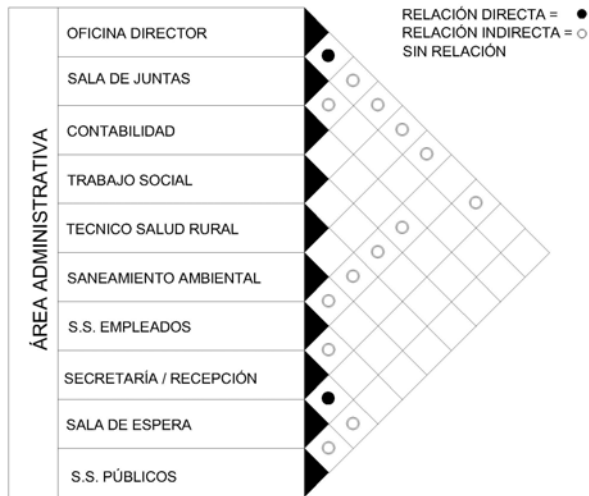 RELACIÓN DIRECTA =
RELACIÓN INDIRECTA =
SIN RELACIÓN
ÁREA ADMINISTRATIVA
OFICINA DIRECTOR
SALA DE JUNTAS
CONTABILIDAD
TRABAJO SOCIAL
TECNICO SALUD RURAL
SANEAMIENTO AMBIENTAL
S.S. EMPLEADOS
SECRETARÍA / RECEPCIÓN
SALA DE ESPERA
S.S. PÚBLICOS